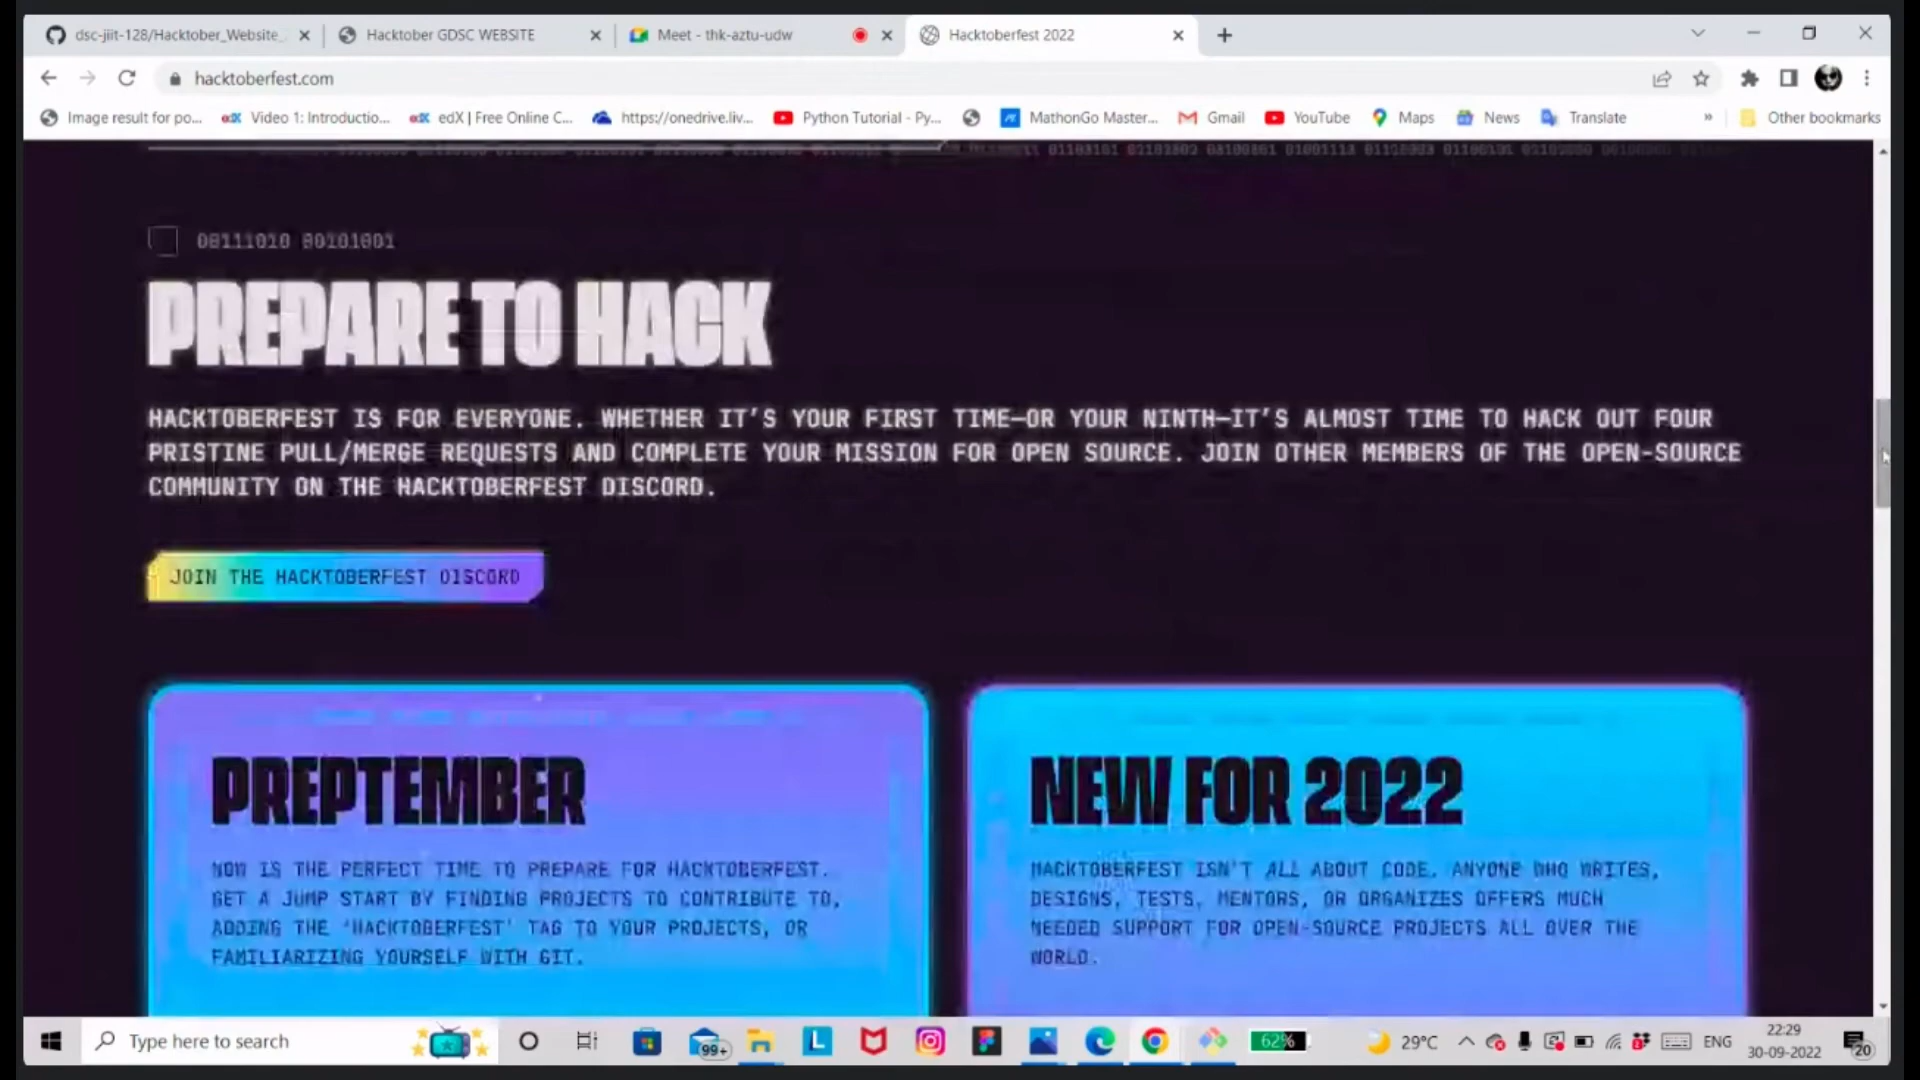 dsc-jiit-128/Hacktober_Website_
Hacktober GDSC WEBSITE
Meet - thk-aztu-udw
Hacktoberfest 2022
hacktoberfest.com
Image result for po...
Video 1: Introductio...
edX | Free Online C...
https://onedrive.liv...
Python Tutorial - Py...
MathonGo Master...
Gmail
YouTube
Maps
News
Translate
»
Other bookmarks
00111010 00101001
PREPARE TO HACK
HACKTOBERFEST IS FOR EVERYONE. WHETHER IT'S YOUR FIRST TIME—OR YOUR NINTH—IT'S ALMOST TIME TO HACK OUT FOUR
PRISTINE PULL/MERGE REQUESTS AND COMPLETE YOUR MISSION FOR OPEN SOURCE. JOIN OTHER MEMBERS OF THE OPEN-SOURCE
COMMUNITY ON THE HACKTOBERFEST DISCORD.
JOIN THE HACKTOBERFEST DISCORD
PREPTEMBER
NOW IS THE PERFECT TIME TO PREPARE FOR HACKTOBERFEST.
GET A JUMP START BY FINDING PROJECTS TO CONTRIBUTE TO,
ADDING THE 'HACKTOBERFEST' TAG TO YOUR PROJECTS, OR
FAMILIARIZING YOURSELF WITH GIT.
NEW FOR 2022
HACKTOBERFEST ISN'T ALL ABOUT CODE. ANYONE WHO WRITES,
DESIGNS, TESTS, MENTORS, OR ORGANIZES OFFERS MUCH
NEEDED SUPPORT FOR OPEN-SOURCE PROJECTS ALL OVER THE
WORLD.
Type here to search
99+
62%
29°C
ENG
22:29
30-09-2022
20